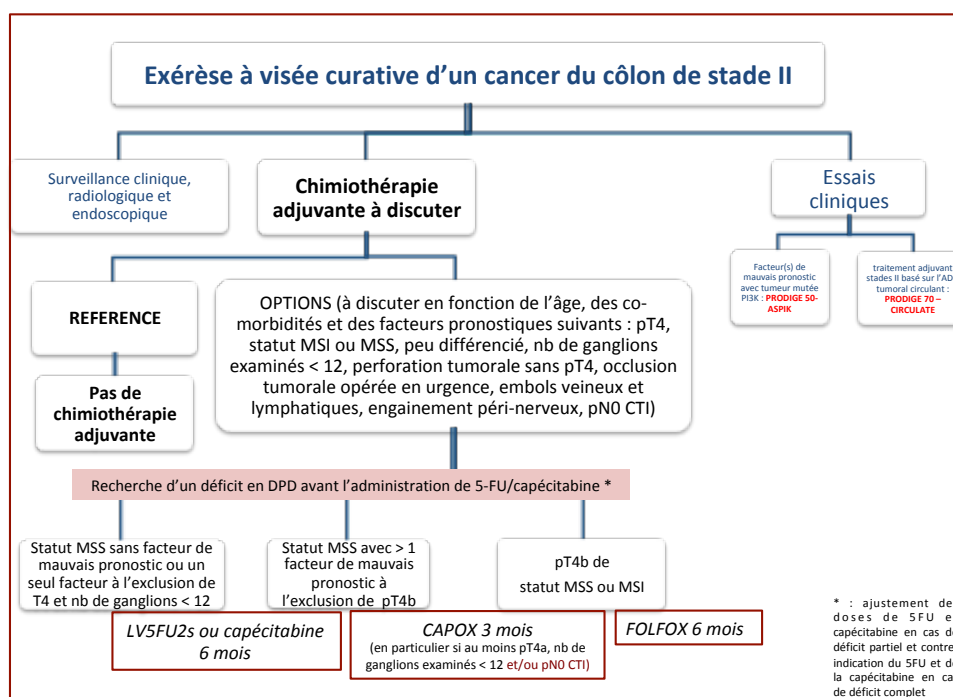 Exérèse à visée curative d'un cancer du côlon de stade II
Surveillance clinique,
radiologique et
endoscopique
Chimiothérapie
adjuvante à discuter
Essais
cliniques
Facteur(s) de
mauvais pronostic
avec tumeur mutée
PI3K : PRODIGE 50-
ASPIK
traitement adjuvant
stades II basé sur l'AD
tumoral circulant :
PRODIGE 70 –
CIRCULATE
REFERENCE
Pas de
chimiothérapie
adjuvante
OPTIONS (à discuter en fonction de l'âge, des co-
morbidités et des facteurs pronostiques suivants : pT4,
statut MSI ou MSS, peu différencié, nb de ganglions
examinés < 12, perforation tumorale sans pT4, occlusion
tumorale opérée en urgence, embols veineux et
lymphatiques, engainement péri-nerveux, pN0 CTI)
Recherche d'un déficit en DPD avant l'administration de 5-FU/capécitabine *
Statut MSS sans facteur de
mauvais pronostic ou un
seul facteur à l'exclusion de
T4 et nb de ganglions < 12
Statut MSS avec > 1
facteur de mauvais
pronostic à
l'exclusion de pT4b
pT4b de
statut MSS ou MSI
LV5FU2s ou capécitabine
6 mois
CAPOX 3 mois
(en particulier si au moins pT4a, nb de
ganglions examinés < 12 et/ou pN0 CTI)
FOLFOX 6 mois
* : ajustement de
doses de 5FU e
capécitabine en cas de
déficit partiel et contre
indication du 5FU et de
la capécitabine en ca
de déficit complet